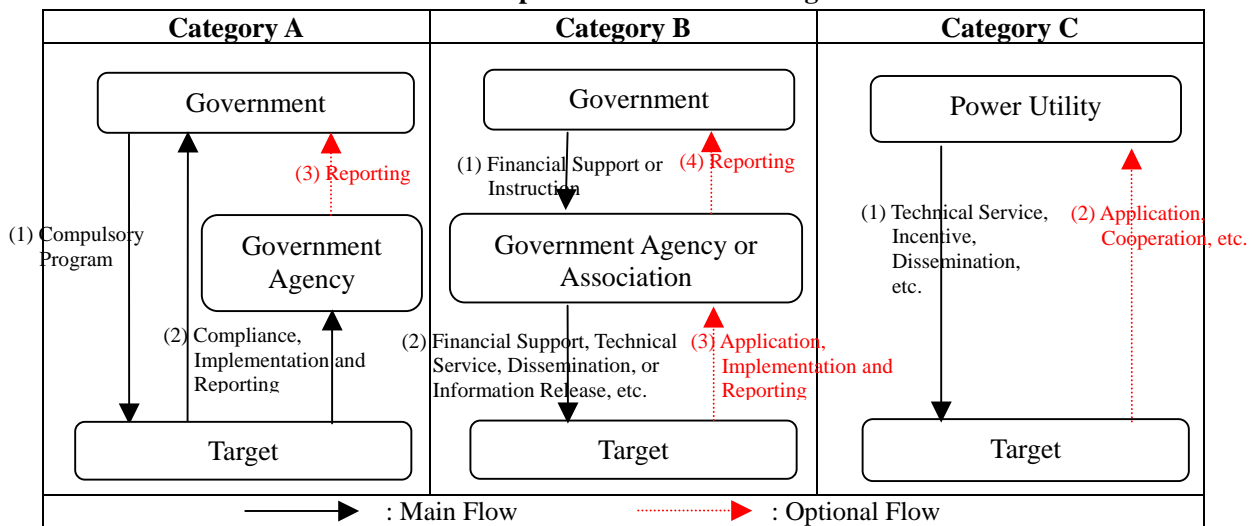 Category A
Category B
Category C
Government
(3) Reporting
(1) Compulsory
Program
Government
Agency
(2) Compliance,
Implementation and
Reporting
Target
Government
(1) Financial Support or
Instruction
(4) Reporting
Government Agency or
Association
(2) Financial Support, Technical
Service, Dissemination, or
Information Release, etc.
(3) Application,
Implementation and
Reporting
Target
Power Utility
(1) Technical Service,
Incentive,
Dissemination,
etc.
(2) Application,
Cooperation, etc.
Target
: Main Flow
: Optional Flow